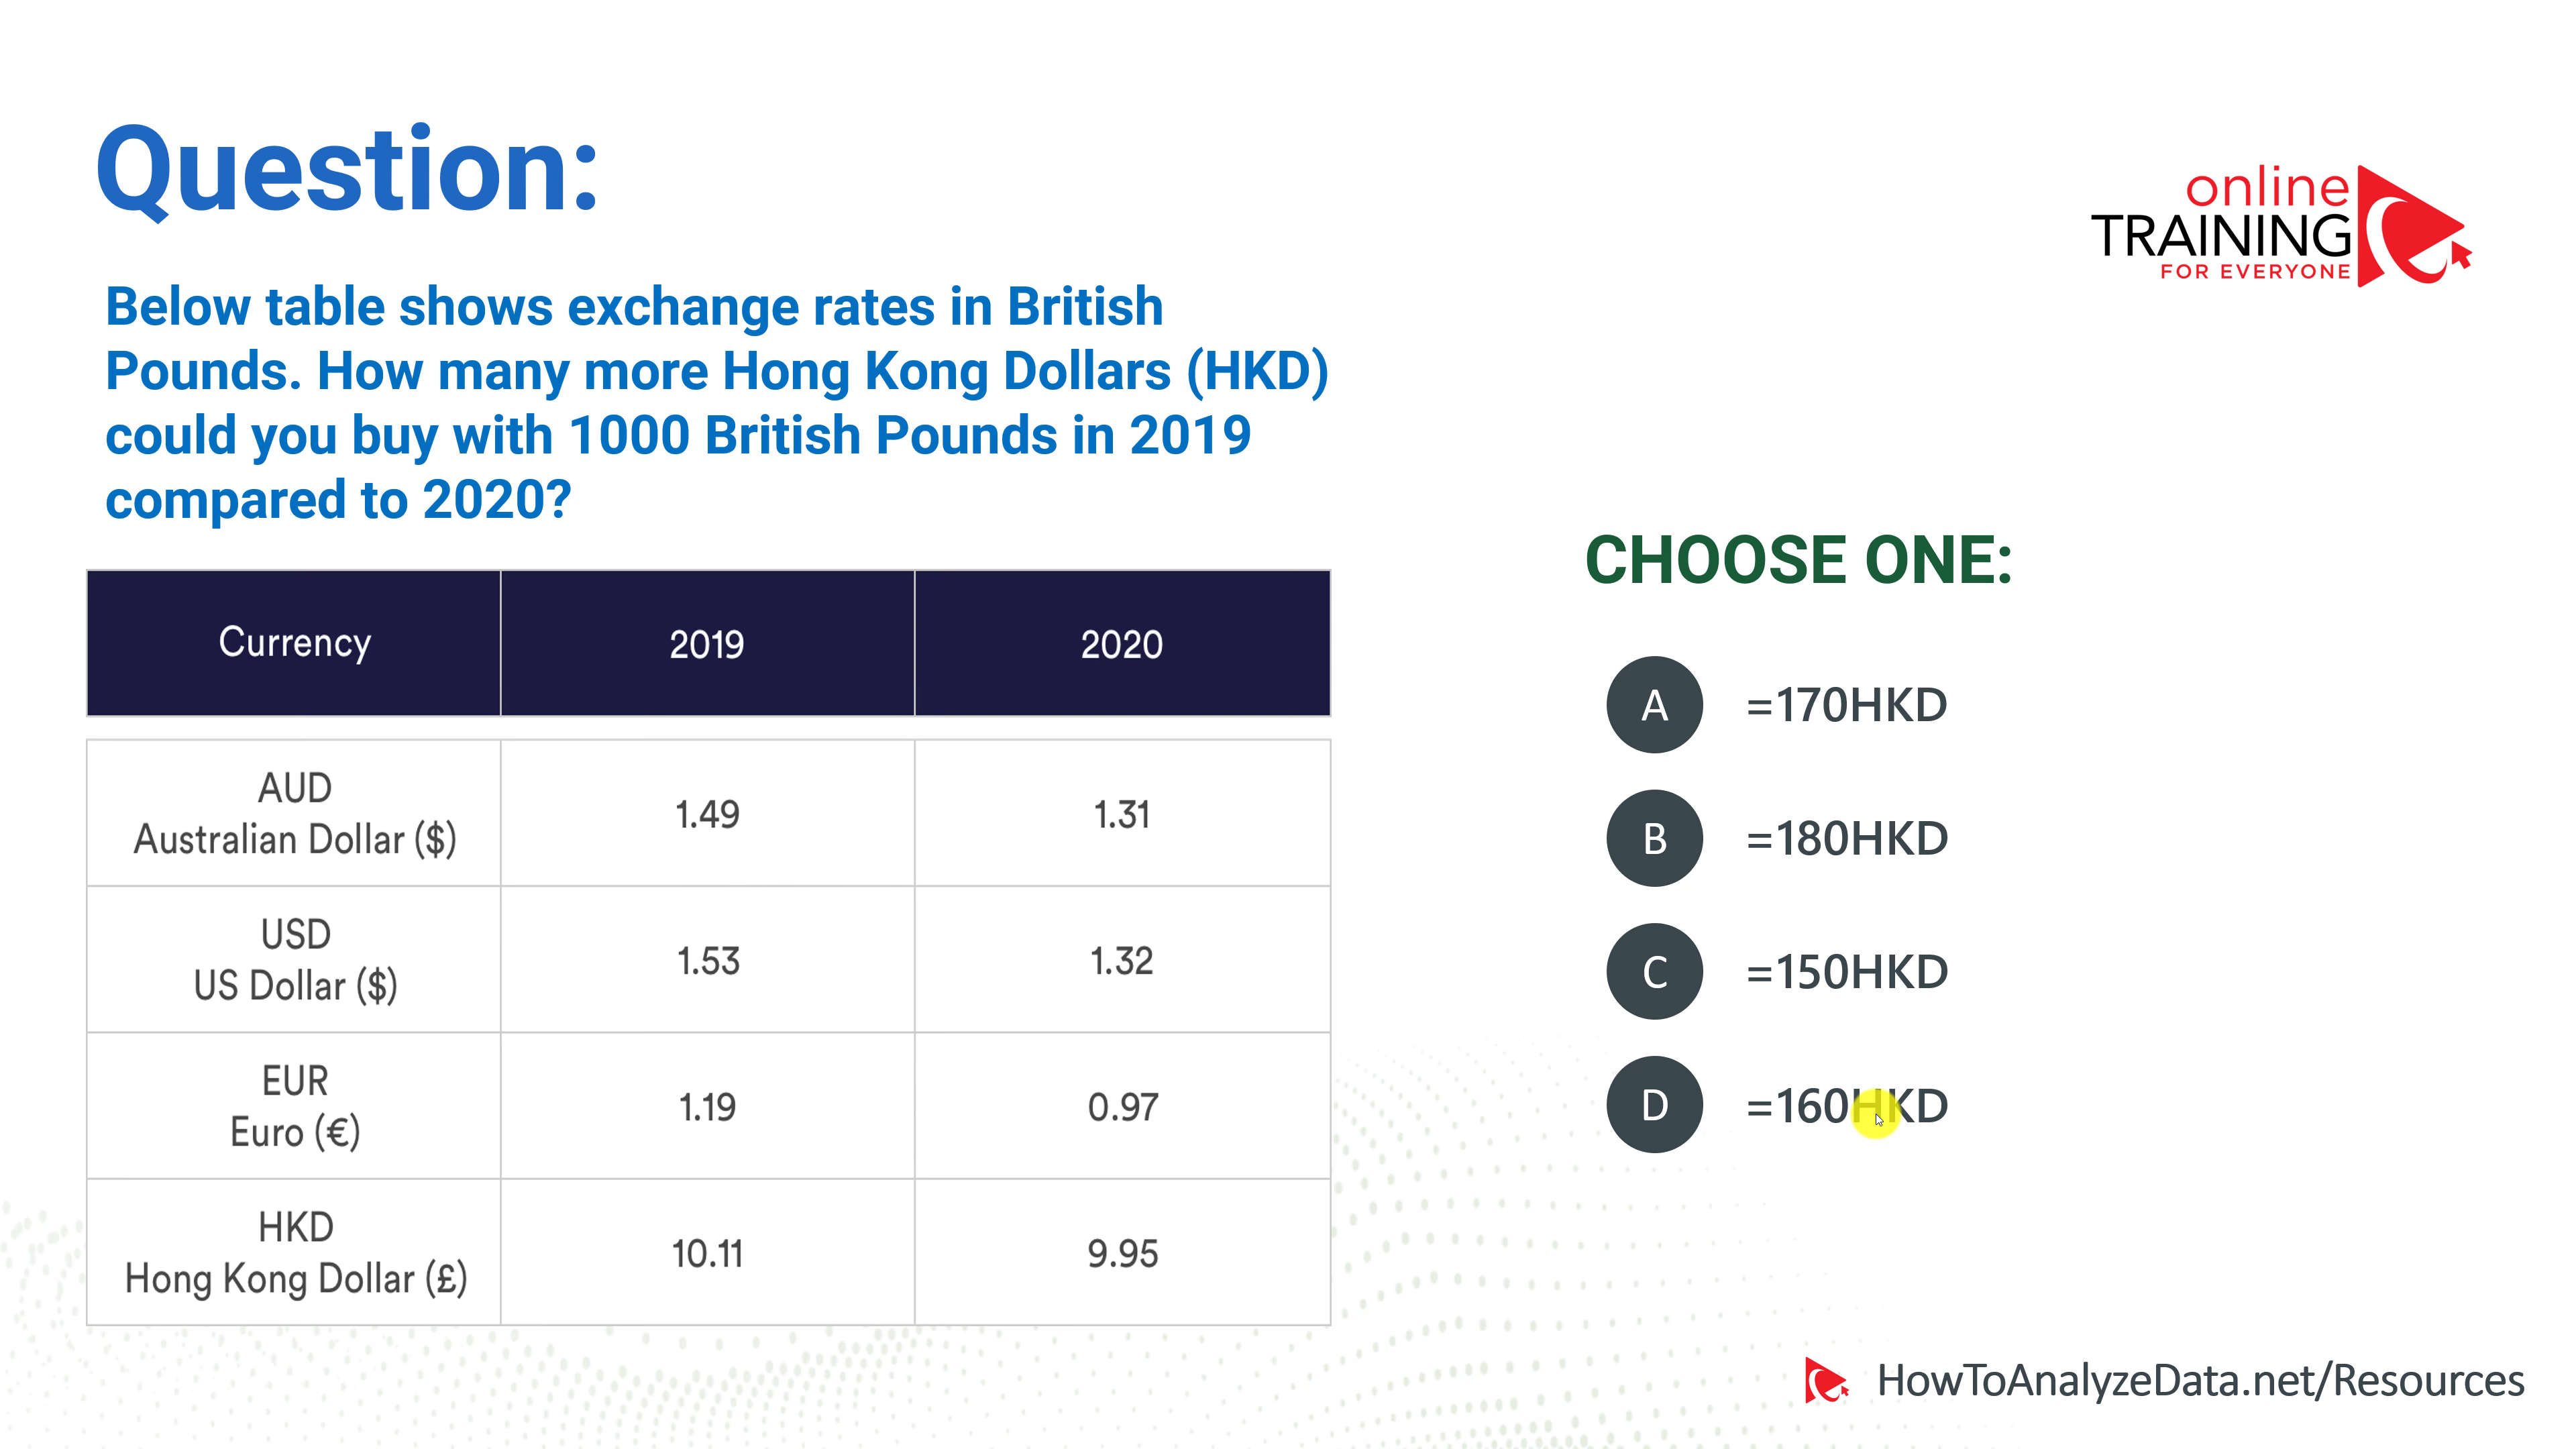 Question:
online
TRAINING
FOR EVERYONE
Below table shows exchange rates in British
Pounds. How many more Hong Kong Dollars (HKD)
could you buy with 1000 British Pounds in 2019
compared to 2020?
Currency 2019 2020
AUD
Australian Dollar ($) 1.49 1.31
USD
US Dollar ($) 1.53 1.32
EUR
Euro (€) 1.19 0.97
HKD
Hong Kong Dollar (£) 10.11 9.95
CHOOSE ONE:
A =170HKD
B =180HKD
C =150HKD
D =160HKD
HowToAnalyzeData.net/Resources